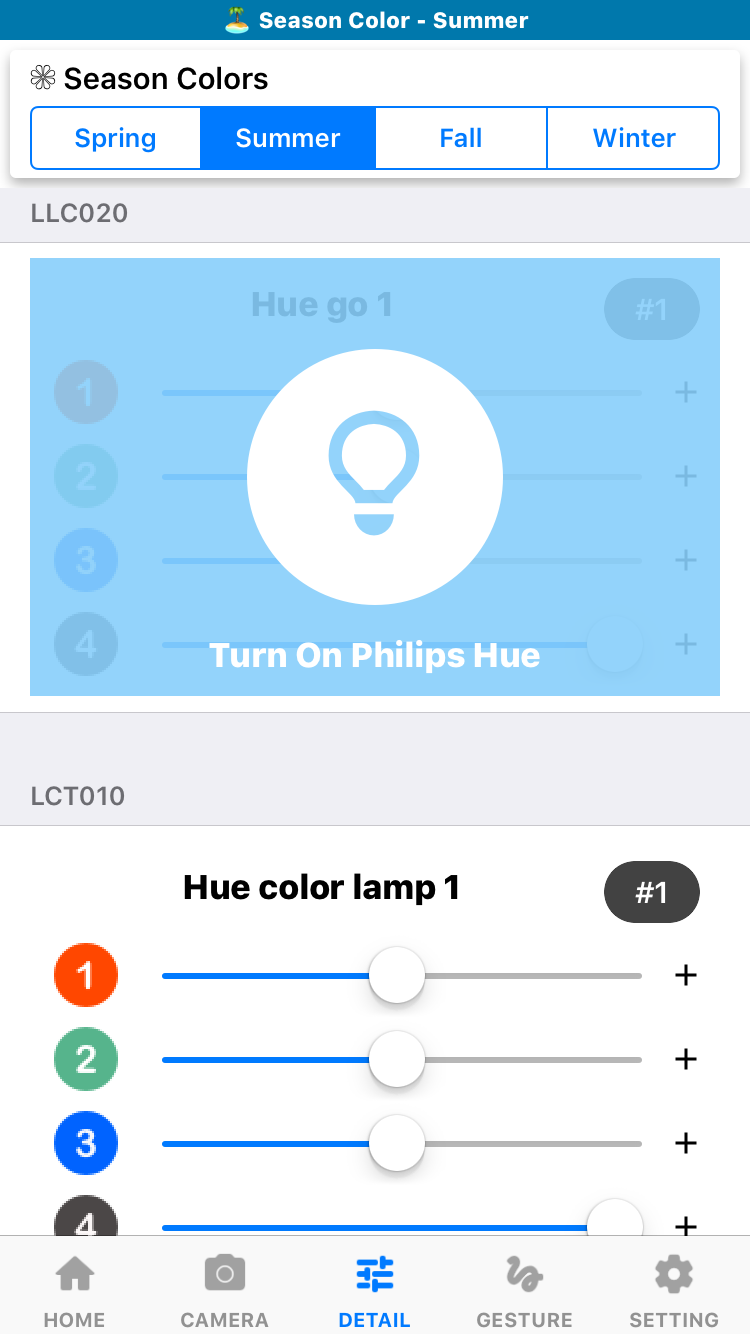 🏝 Season Color - Summer
Season Colors
Spring Summer Fall Winter
LLC020
Hue go 1 #1
1 +
2 +
3 +
4 +
Turn On Philips Hue
LCT010
Hue color lamp 1 #1
1 +
2 +
3 +
4 +
HOME CAMERA DETAIL GESTURE SETTING